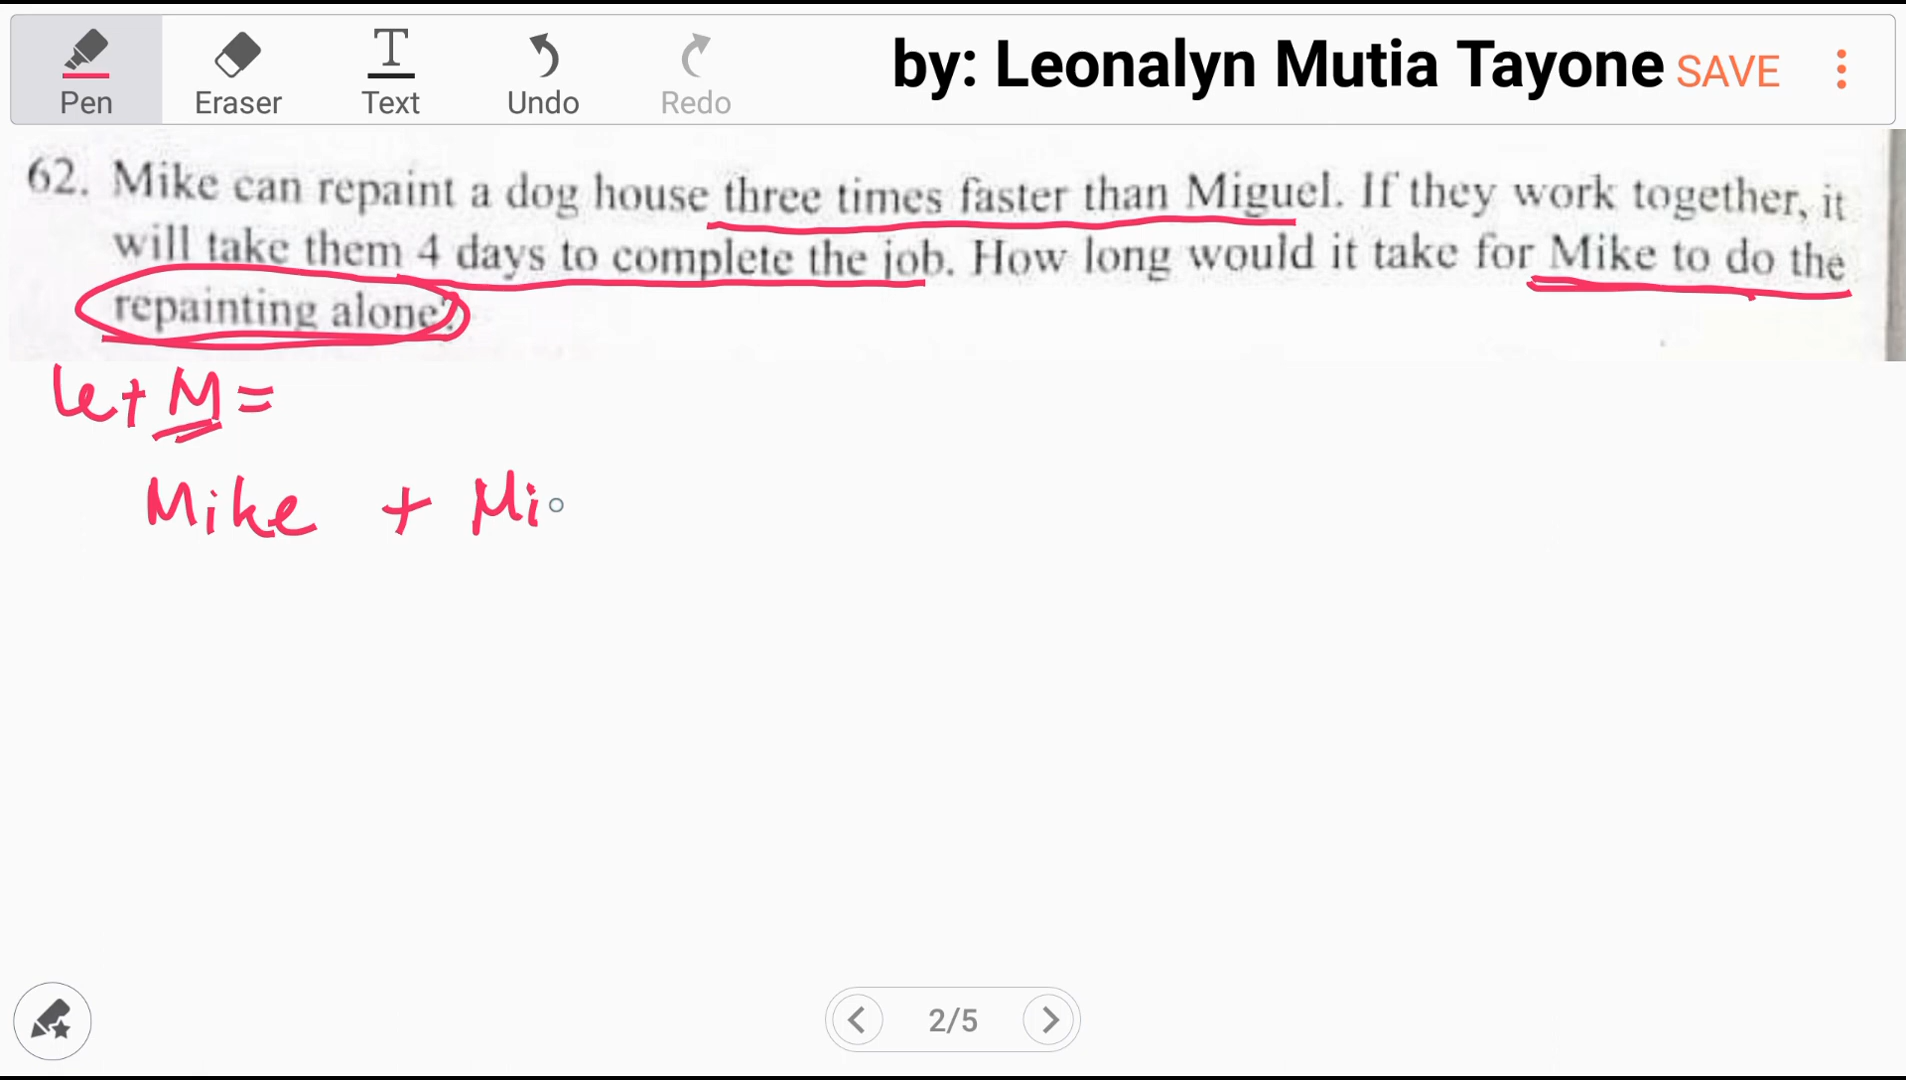 Pen Eraser Text Undo Redo by: Leonalyn Mutia Tayone SAVE
62. Mike can repaint a dog house three times faster than Miguel. If they work together, it
will take them 4 days to complete the job. How long would it take for Mike to do the
repainting alone?
let M =
Mike + Mi
2/5